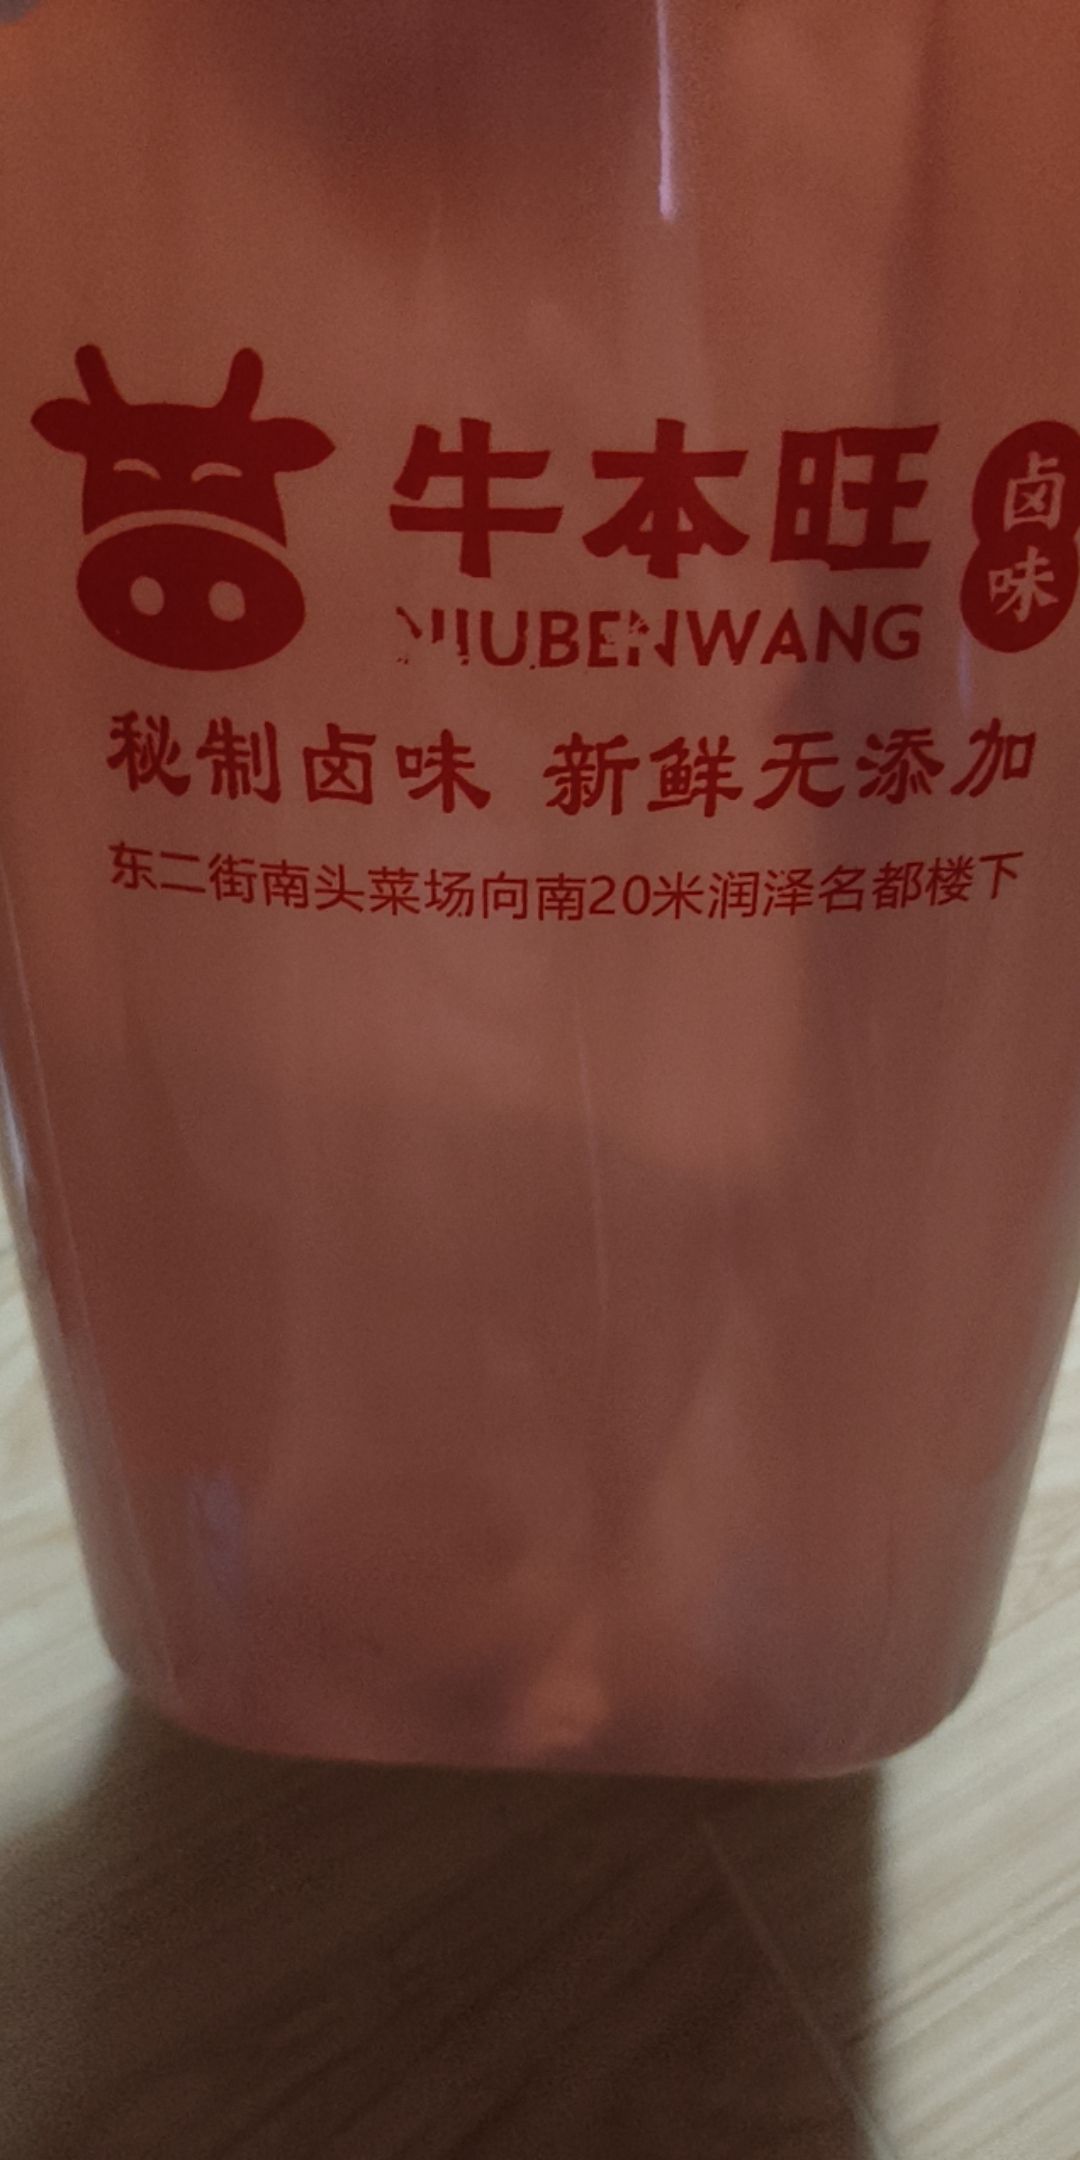 牛本旺
卤味
NIUBENWANG
秘制卤味 新鲜无添加
东二街南头菜场向南20米润泽名都楼下